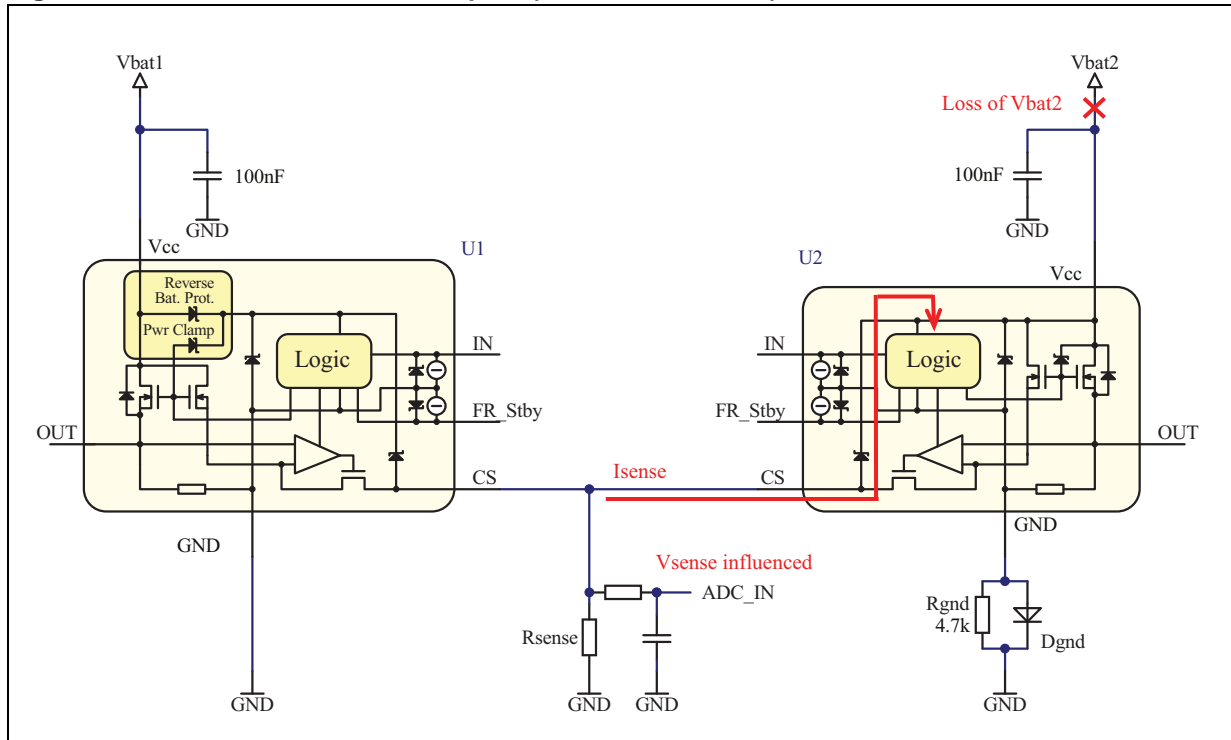 Vbat1
Vbat2
Loss of Vbat2
100nF
100nF
GND
GND
Vcc
U1
U2
Vcc
Reverse
Bat. Prot.
Pwr Clamp
Logic
IN
IN
Logic
FR_Stby
FR_Stby
OUT
OUT
CS
Isense
CS
GND
GND
Vsense influenced
ADC_IN
Rsense
Rgnd
4.7k
Dgnd
GND
GND
GND
GND